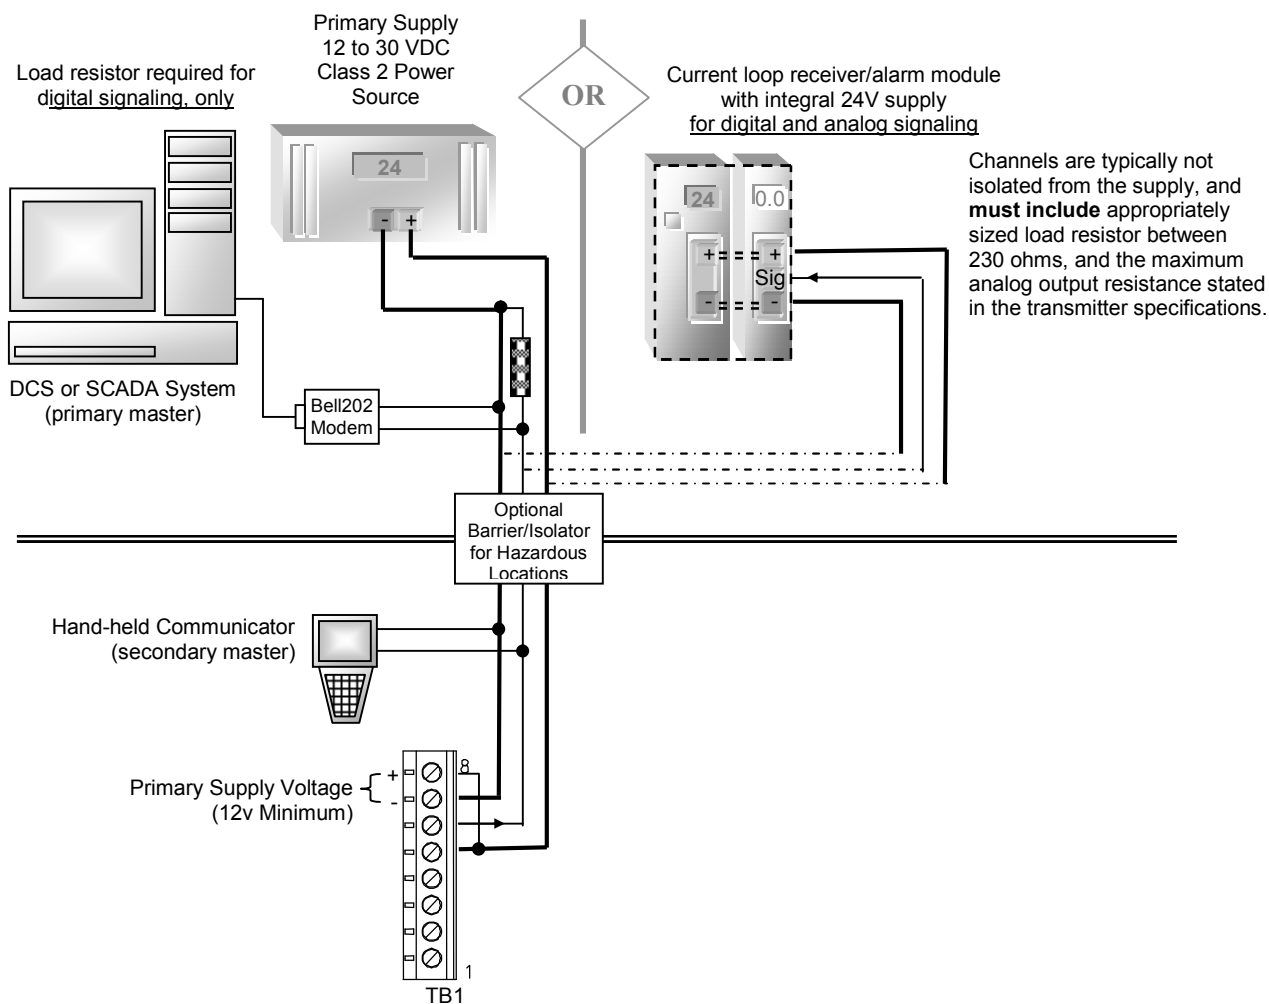 Primary Supply
12 to 30 VDC
Class 2 Power
Source
Load resistor required for
digital signaling, only
OR
Current loop receiver/alarm module
with integral 24V supply
for digital and analog signaling
Channels are typically not
isolated from the supply, and
must include appropriately
sized load resistor between
230 ohms, and the maximum
analog output resistance stated
in the transmitter specifications.
24
- +
24
0.0
+ +
Sig
- -
DCS or SCADA System
(primary master)
Bell202
Modem
Optional
Barrier/Isolator
for Hazardous
Locations
Hand-held Communicator
(secondary master)
Primary Supply Voltage
(12v Minimum)
+
-
8
1
TB1